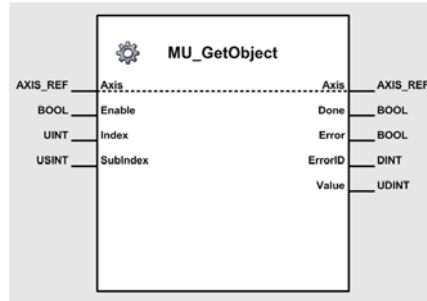 MU_GetObject
AXIS_REF Axis Axis AXIS_REF
BOOL Enable Done BOOL
UINT Index Error BOOL
USINT SubIndex ErrorID DINT
Value UDINT